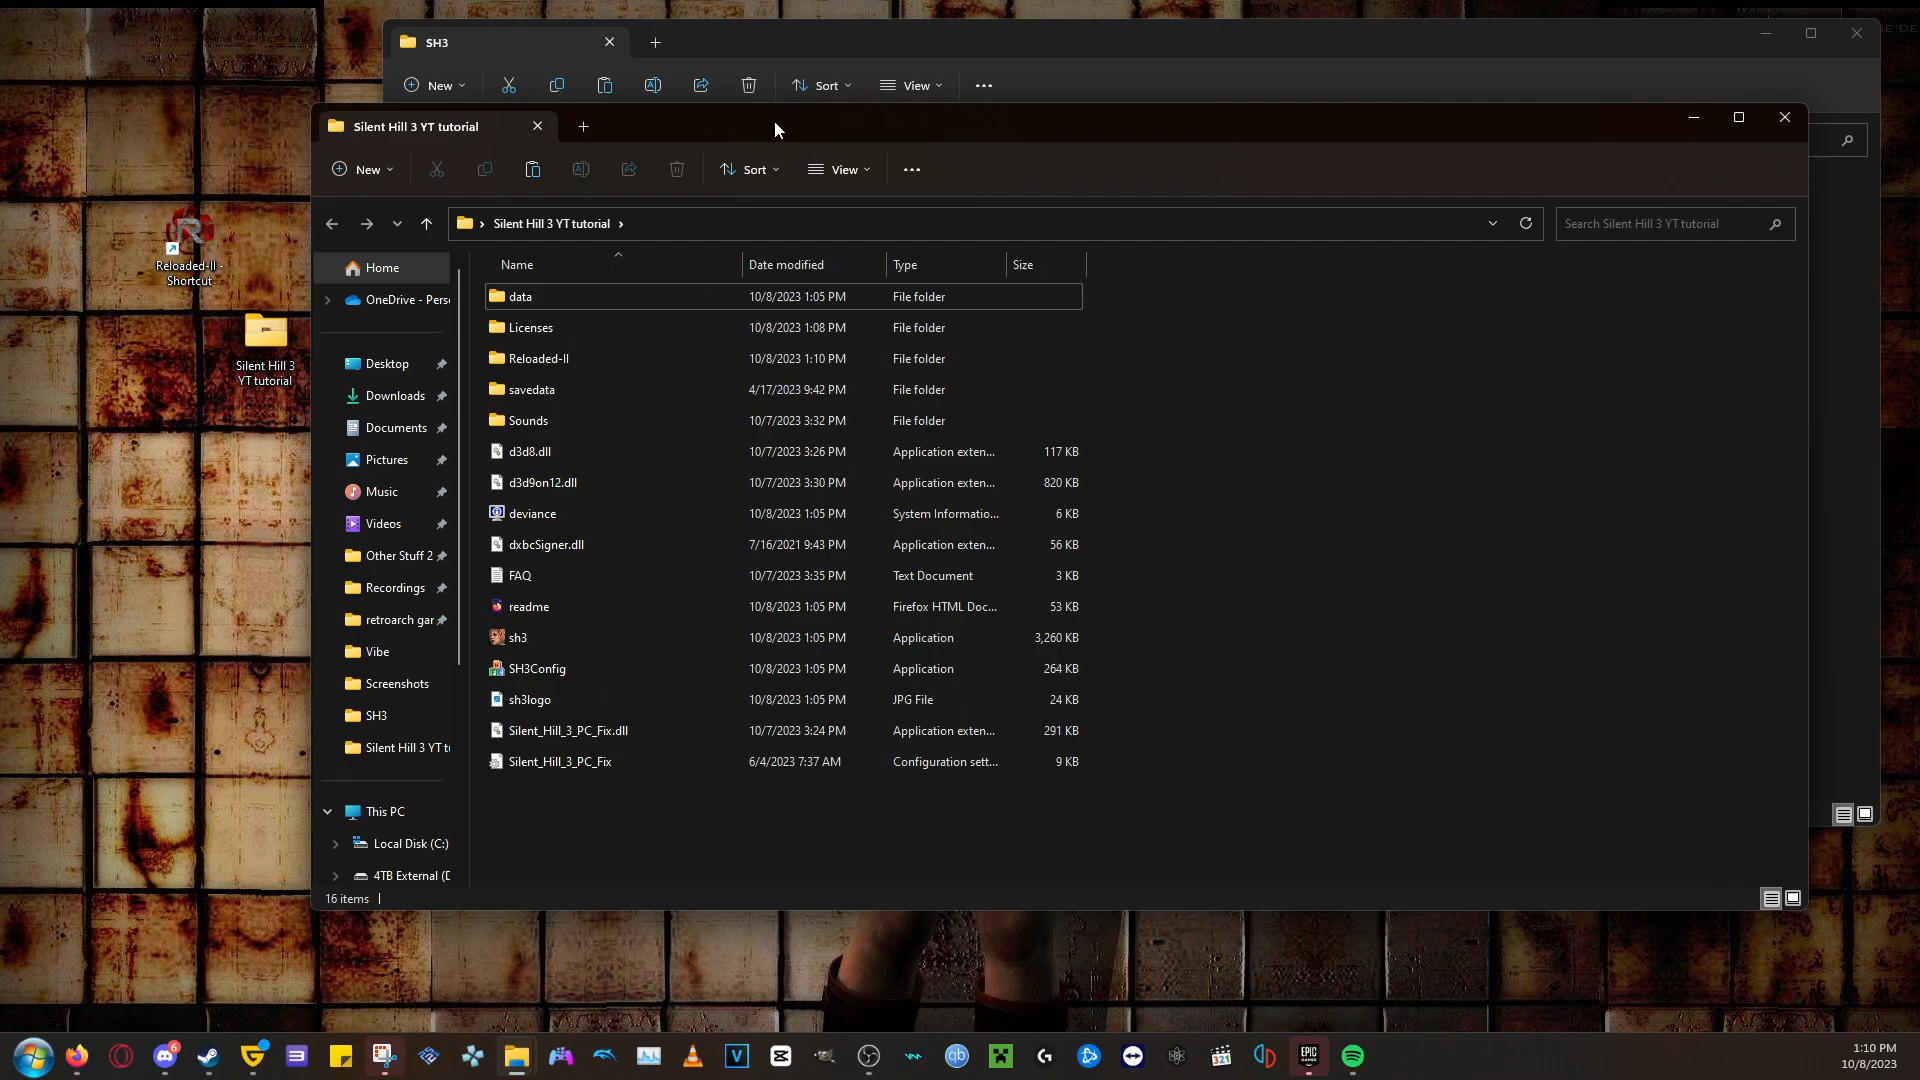 SH3
New
Sort
View
Silent Hill 3 YT tutorial
New
Sort
View
Silent Hill 3 YT tutorial
Search Silent Hill 3 YT tutorial
Reloaded-II -
Shortcut
Silent Hill 3
YT tutorial
Home
OneDrive - Pers
Desktop
Downloads
Documents
Pictures
Music
Videos
Other Stuff 2
Recordings
retroarch gar
Vibe
Screenshots
SH3
Silent Hill 3 YT tu
This PC
Local Disk (C:)
4TB External (D
Name Date modified Type Size
data 10/8/2023 1:05 PM File folder
Licenses 10/8/2023 1:08 PM File folder
Reloaded-II 10/8/2023 1:10 PM File folder
savedata 4/17/2023 9:42 PM File folder
Sounds 10/7/2023 3:32 PM File folder
d3d8.dll 10/7/2023 3:26 PM Application exten... 117 KB
d3d9on12.dll 10/7/2023 3:30 PM Application exten... 820 KB
deviance 10/8/2023 1:05 PM System Informatio... 6 KB
dxbcSigner.dll 7/16/2021 9:43 PM Application exten... 56 KB
FAQ 10/7/2023 3:35 PM Text Document 3 KB
readme 10/8/2023 1:05 PM Firefox HTML Doc... 53 KB
sh3 10/8/2023 1:05 PM Application 3,260 KB
SH3Config 10/8/2023 1:05 PM Application 264 KB
sh3logo 10/8/2023 1:05 PM JPG File 24 KB
Silent_Hill_3_PC_Fix.dll 10/7/2023 3:24 PM Application exten... 291 KB
Silent_Hill_3_PC_Fix 6/4/2023 7:37 AM Configuration sett... 9 KB
16 items
6
V
qb
321
EPIC
GAMES
1:10 PM
10/8/2023